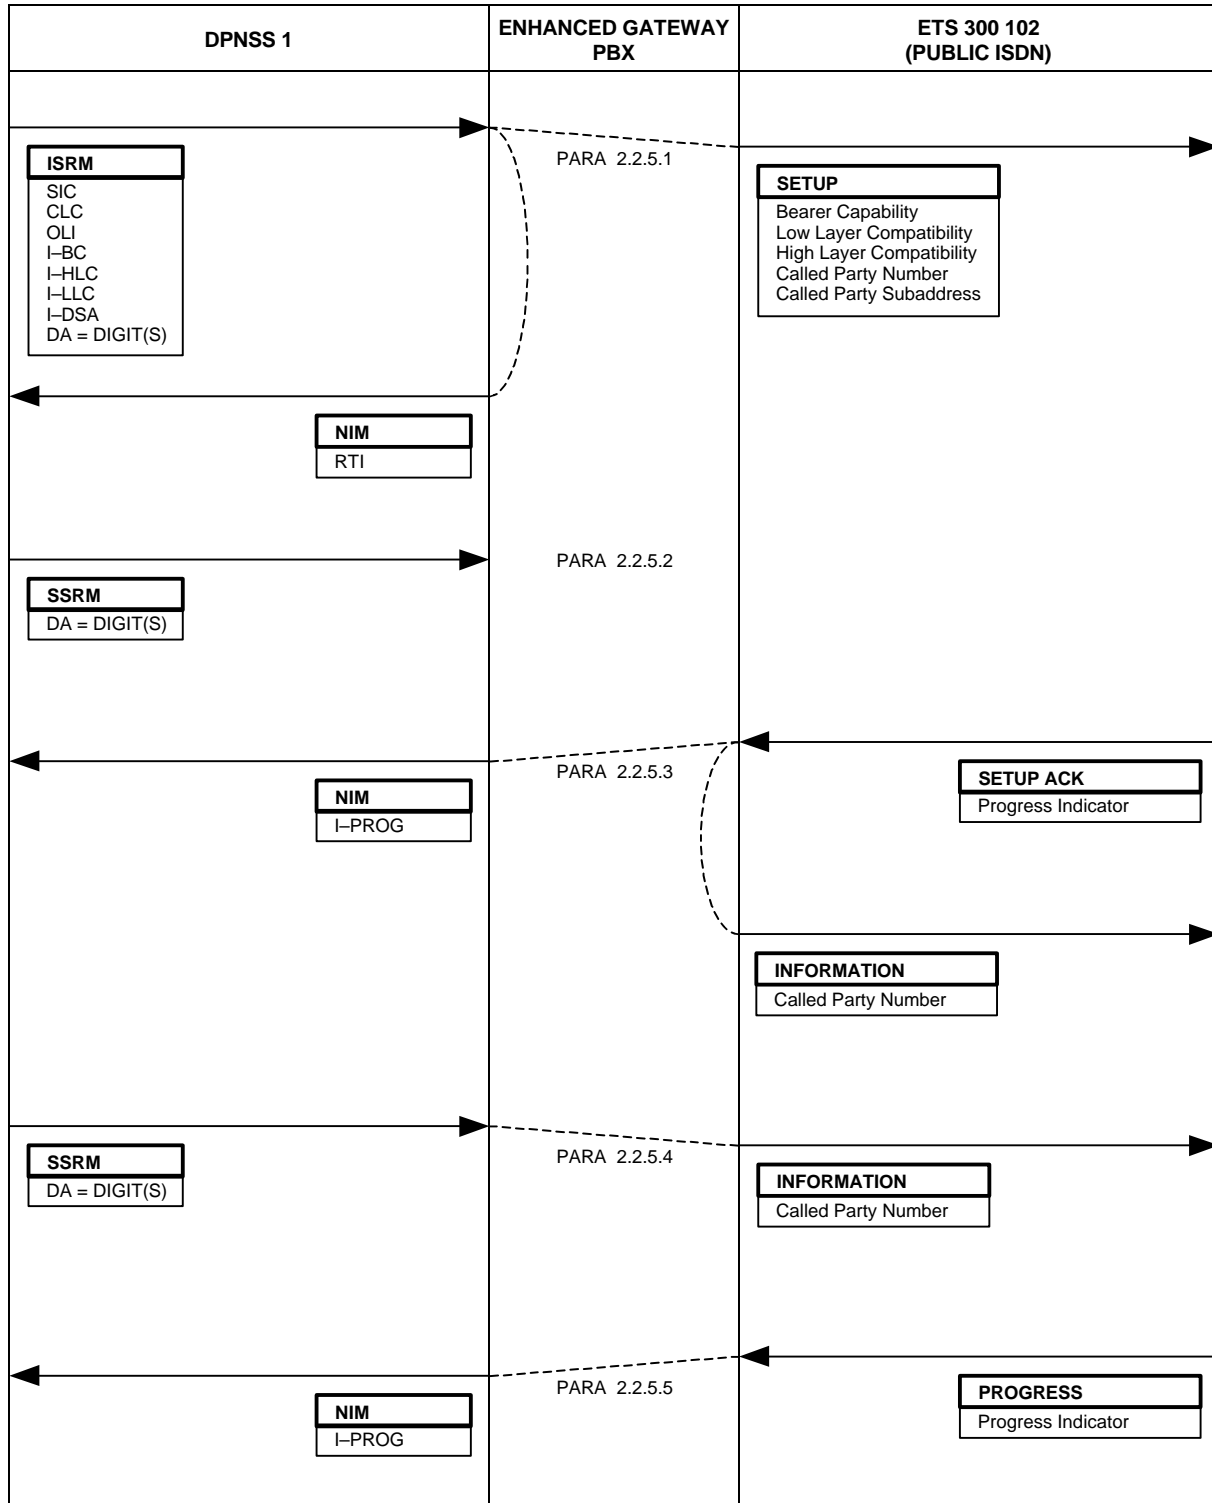 DPNSS 1
ENHANCED GATEWAY
PBX
ETS 300 102
(PUBLIC ISDN)
PARA 2.2.5.1
ISRM
SIC
CLC
OLI
I–BC
I–HLC
I–LLC
I–DSA
DA = DIGIT(S)
SETUP
Bearer Capability
Low Layer Compatibility
High Layer Compatibility
Called Party Number
Called Party Subaddress
NIM
RTI
PARA 2.2.5.2
SSRM
DA = DIGIT(S)
PARA 2.2.5.3
SETUP ACK
Progress Indicator
NIM
I–PROG
INFORMATION
Called Party Number
PARA 2.2.5.4
SSRM
DA = DIGIT(S)
INFORMATION
Called Party Number
PARA 2.2.5.5
PROGRESS
Progress Indicator
NIM
I–PROG